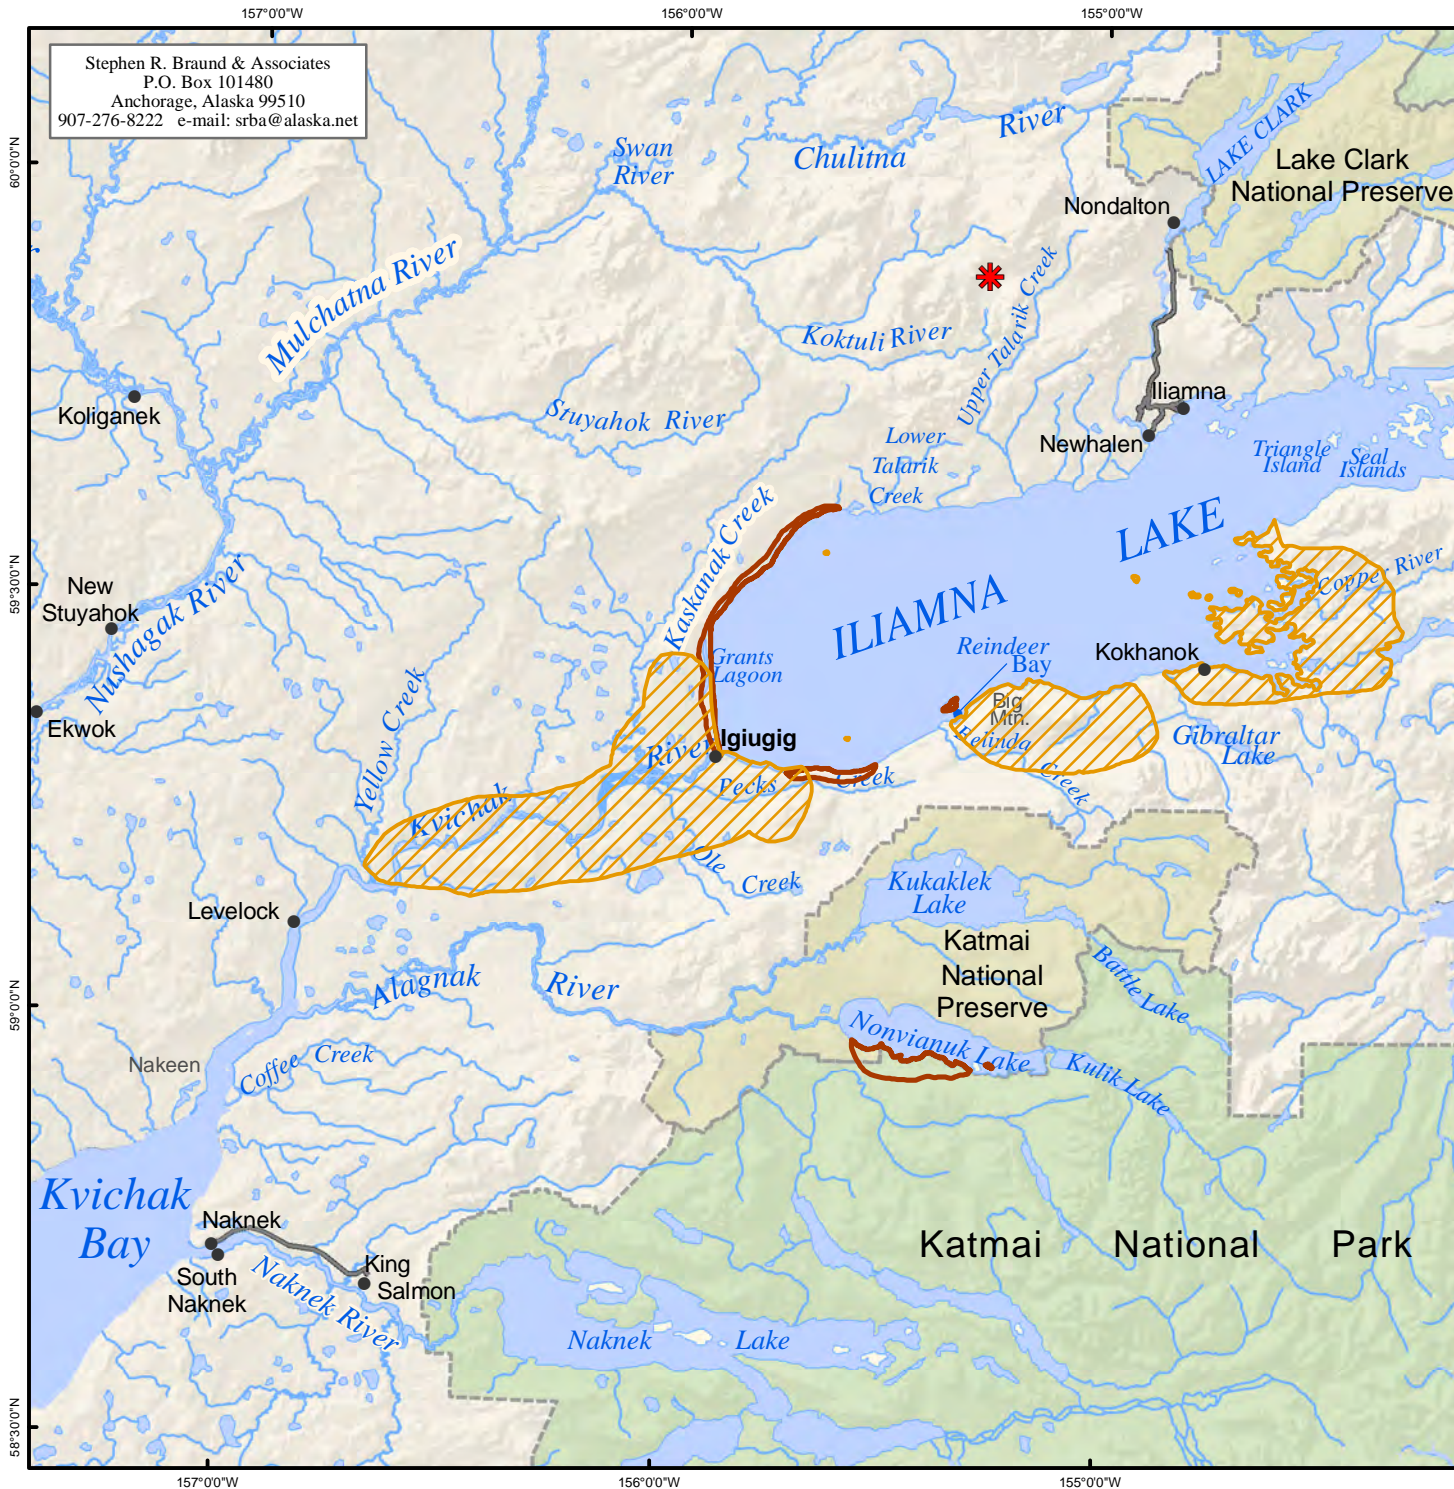 157°0'0"W
156°0'0"W
155°0'0"W
Stephen R. Braund & Associates
P.O. Box 101480
Anchorage, Alaska 99510
907-276-8222 e-mail: srba@alaska.net
60°0'0"N
59°30'0"N
59°0'0"N
58°30'0"N
Swan
River
Chulitna
River
LAKE CLARK
Lake Clark
National Preserve
Nondalton
Mulchatna River
Koktuli River
Upper Talarik Creek
Koliganek
Stuyahok River
Iliamna
Newhalen
Lower
Talarik
Creek
Triangle
Island
Seal
Islands
Kaskanak Creek
ILIAMNA
LAKE
New
Stuyahok
Nushagak River
Copper River
Ekwok
Grants
Lagoon
Reindeer
Bay
Kokhanok
Big
Mtn.
Belinda
Creek
Gibraltar
Lake
Yellow Creek
Igiugig
Kvichak
River
Pecks
Creek
Ole
Creek
Levelock
Kukaklek
Lake
Katmai
National
Preserve
Battle Lake
Alagnak
River
Nonvianuk Lake
Kulik Lake
Nakeen
Coffee Creek
Kvichak
Bay
Naknek
South
Naknek
King
Salmon
Naknek River
Naknek Lake
Katmai National Park
157°0'0"W
156°0'0"W
155°0'0"W